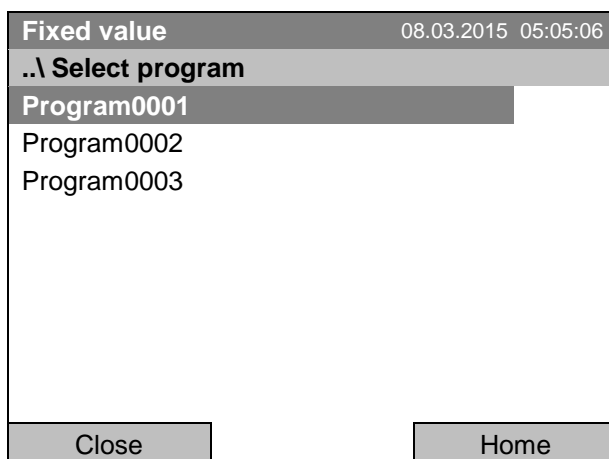 Fixed value 08.03.2015 05:05:06
..\ Select program
Program0001
Program0002
Program0003
Close Home